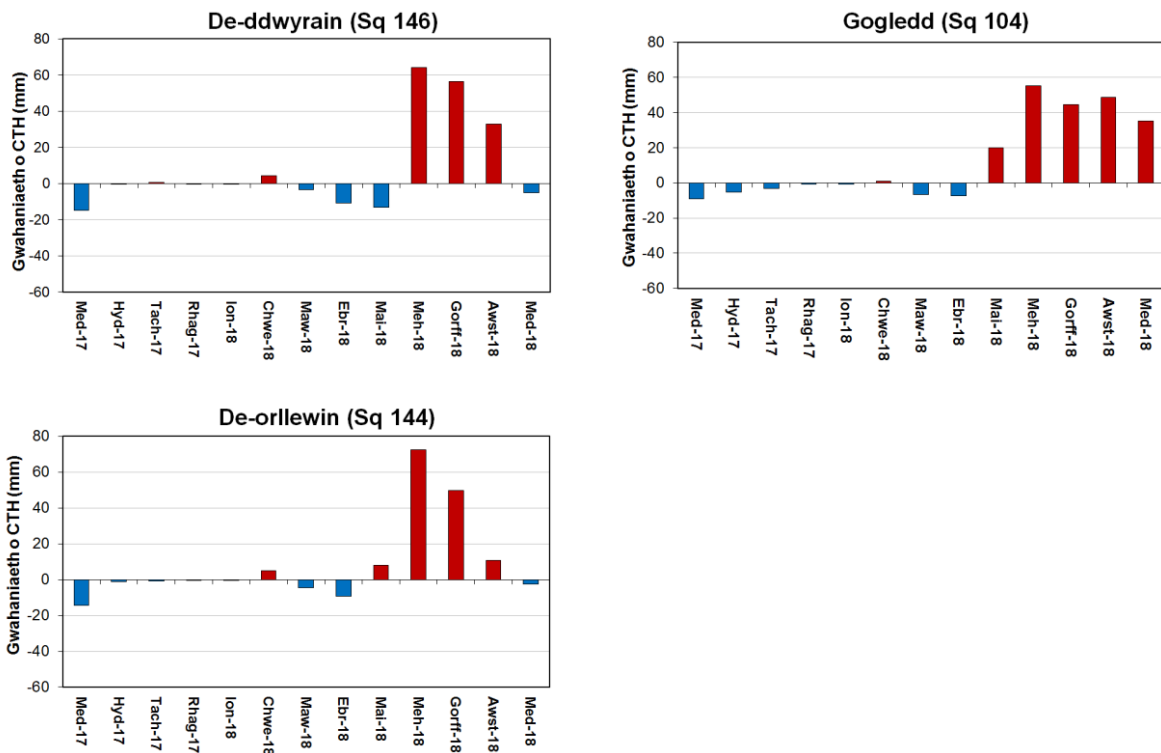 De-ddwyrain (Sq 146)
Gwahaniaeth o CTH (mm)
80
60
40
20
0
-20
-40
-60
Med-17
Hyd-17
Tach-17
Rhag-17
Ion-18
Chwe-18
Maw-18
Ebr-18
Mai-18
Meh-18
Gorff-18
Awst-18
Med-18
Gogledd (Sq 104)
Gwahaniaeth o CTH (mm)
80
60
40
20
0
-20
-40
-60
Med-17
Hyd-17
Tach-17
Rhag-17
Ion-18
Chwe-18
Maw-18
Ebr-18
Mai-18
Meh-18
Gorff-18
Awst-18
Med-18
De-orllewin (Sq 144)
Gwahaniaeth o CTH (mm)
80
60
40
20
0
-20
-40
-60
Med-17
Hyd-17
Tach-17
Rhag-17
Ion-18
Chwe-18
Maw-18
Ebr-18
Mai-18
Meh-18
Gorff-18
Awst-18
Med-18